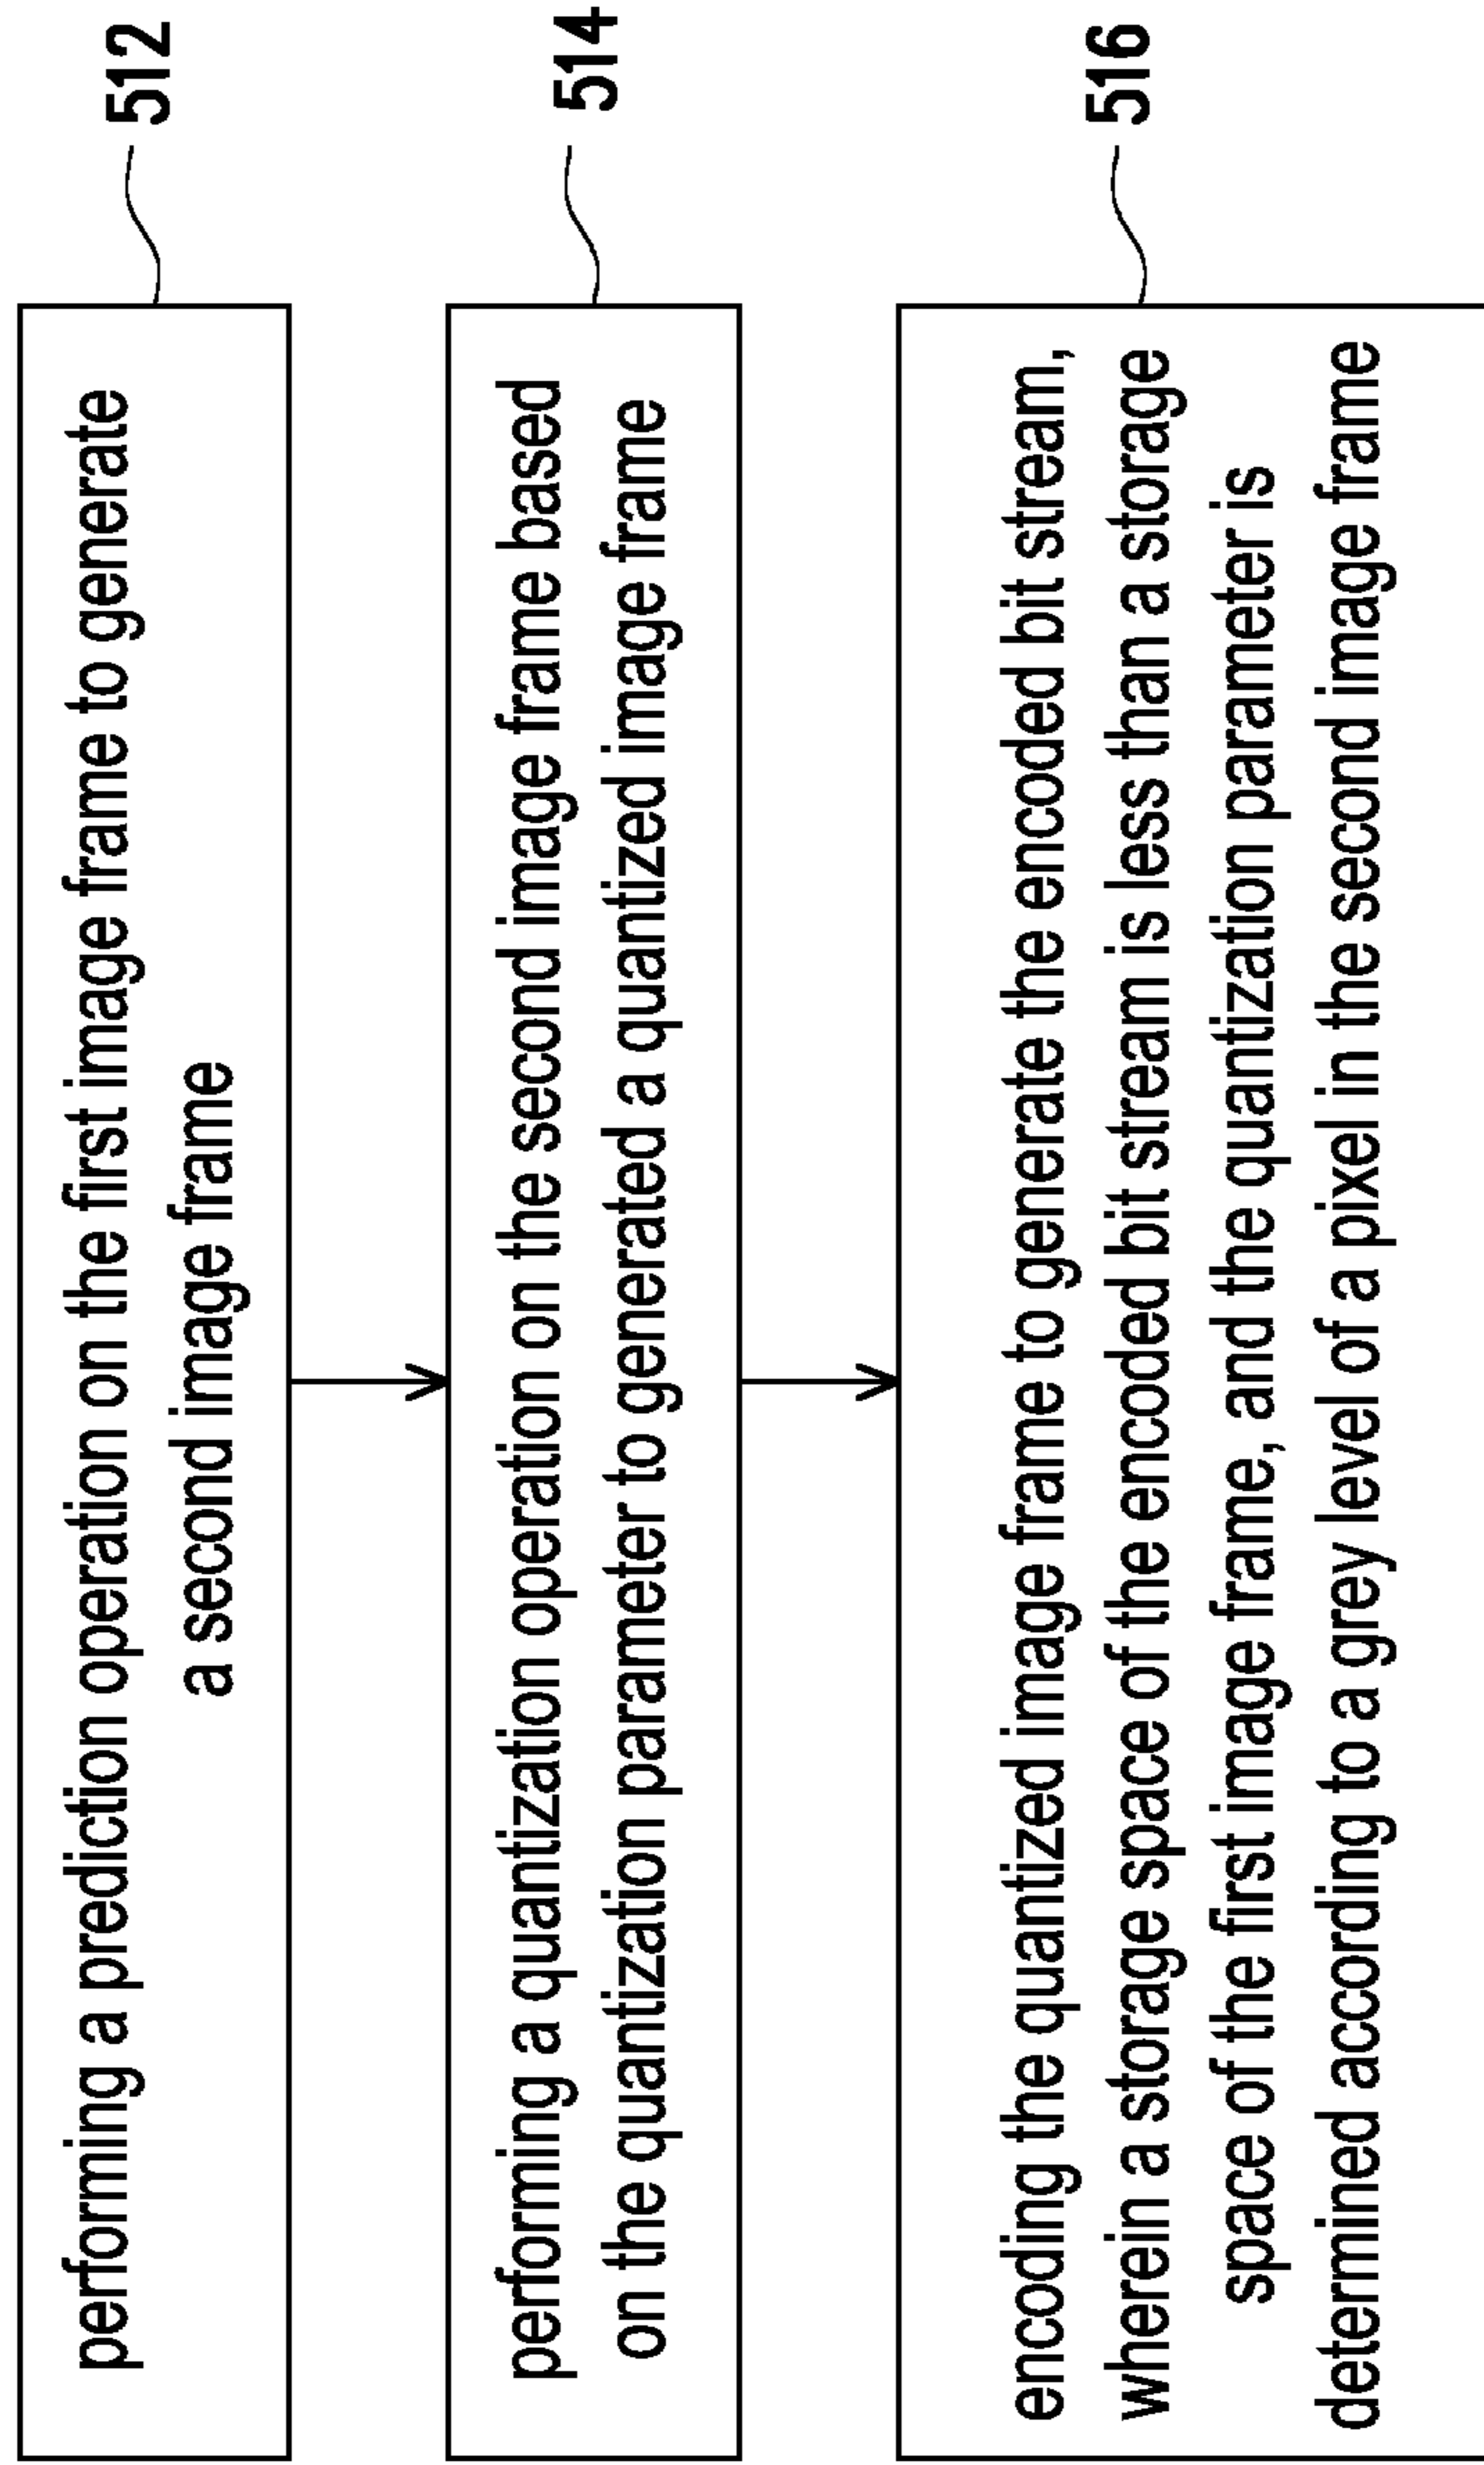 performing a prediction operation on the first image frame to generate
a second image frame
512
performing a quantization operation on the second image frame based
on the quantization parameter to generated a quantized image frame
514
encoding the quantized image frame to generate the encoded bit stream,
wherein a storage space of the encoded bit stream is less than a storage
space of the first image frame, and the quantization parameter is
determined according to a grey level of a pixel in the second image frame
516